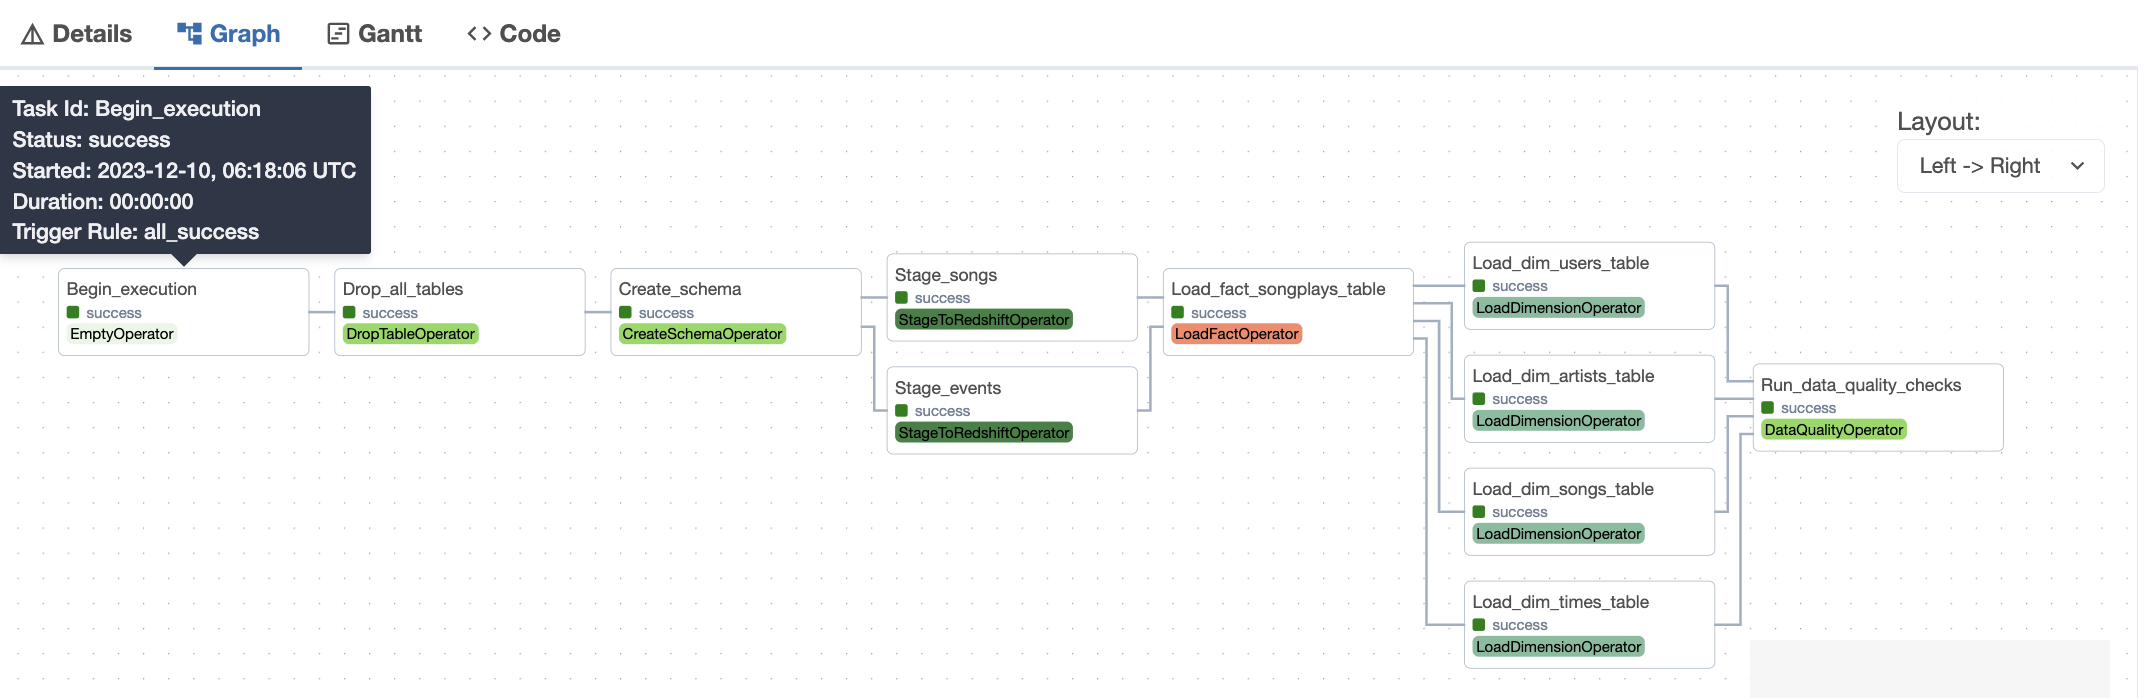 Details
Graph
Gantt
Code
Task Id: Begin_execution
Status: success
Started: 2023-12-10, 06:18:06 UTC
Duration: 00:00:00
Trigger Rule: all_success
Layout:
Left -> Right
Begin_execution
success
EmptyOperator
Drop_all_tables
success
DropTableOperator
Create_schema
success
CreateSchemaOperator
Stage_songs
success
StageToRedshiftOperator
Stage_events
success
StageToRedshiftOperator
Load_fact_songplays_table
success
LoadFactOperator
Load_dim_users_table
success
LoadDimensionOperator
Load_dim_artists_table
success
LoadDimensionOperator
Load_dim_songs_table
success
LoadDimensionOperator
Load_dim_times_table
success
LoadDimensionOperator
Run_data_quality_checks
success
DataQualityOperator